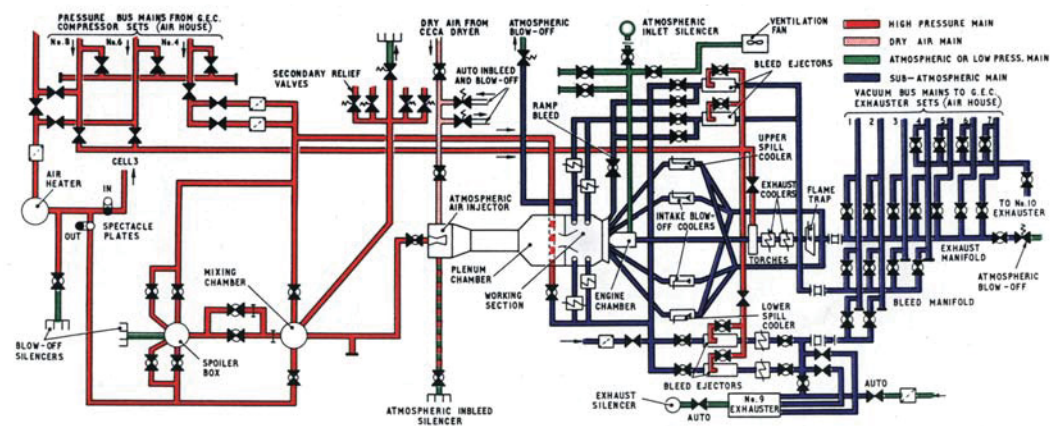 PRESSURE BUS MAINS FROM G.E.C.
COMPRESSOR SETS (AIR HOUSE)
No.8
No.6
No.4
DRY AIR FROM
CECA
DRYER
ATMOSPHERIC
BLOW-OFF
ATMOSPHERIC
INLET SILENCER
VENTILATION
FAN
HIGH PRESSURE MAIN
DRY AIR MAIN
ATMOSPHERIC OR LOW PRESS. MAIN
SUB-ATMOSPHERIC MAIN
SECONDARY
RELIEF
VALVES
AUTO INBLEED
AND BLOW-OFF
RAMP
BLEED
BLEED EJECTORS
VACUUM BUS MAINS TO G.E.C.
EXHAUSTER SETS (AIR HOUSE)
1
2
3
4
5
6
7
UPPER
SPILL
COOLER
CELL 3
AIR
HEATER
IN
OUT
SPECTACLE
PLATES
ATMOSPHERIC
AIR INJECTOR
INTAKE BLOW-
OFF COOLERS
EXHAUST COOLERS
FLAME
TRAP
TO No.10
EXHAUSTER
EXHAUST
MANIFOLD
ATMOSPHERIC
BLOW-OFF
MIXING
CHAMBER
PLENUM
CHAMBER
WORKING
SECTION
ENGINE
CHAMBER
TORCHES
BLEED MANIFOLD
LOWER
SPILL
COOLER
BLOW-OFF
SILENCERS
SPOILER
BOX
ATMOSPHERIC INBLEED
SILENCER
BLEED EJECTORS
EXHAUST
SILENCER
AUTO
No.9
EXHAUSTER
AUTO